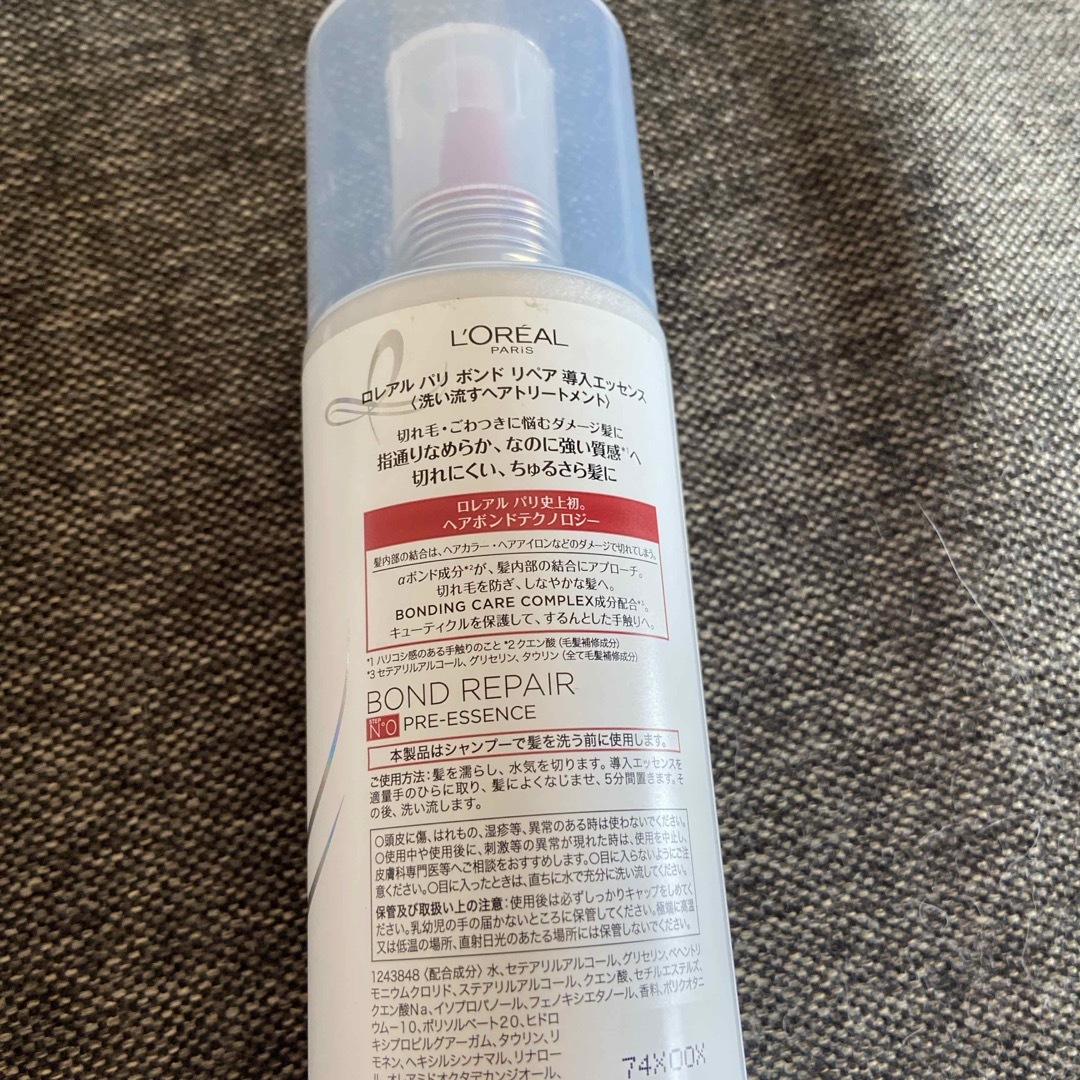 L'ORÉAL
PARiS
ロレアル パリ ボンド リペア 導入エッセンス
〈洗い流すヘアトリートメント〉
切れ毛・ごわつきに悩むダメージ髪に
指通りなめらか、なのに強い質感*1へ
切れにくい、ちゅるさら髪に
ロレアル パリ史上初。
ヘアボンドテクノロジー
髪内部の結合は、ヘアカラー・ヘアアイロンなどのダメージで切れてしまう。
αボンド成分*2が、髪内部の結合にアプローチ。
切れ毛を防ぎ、しなやかな髪へ。
BONDING CARE COMPLEX成分配合*3。
キューティクルを保護して、するんとした手触りへ。
*1 ハリコシ感のある手触りのこと *2 クエン酸（毛髪補修成分）
*3 セテアリルアルコール、グリセリン、タウリン（全て毛髪補修成分）
BOND REPAIR
STEP N°0 PRE-ESSENCE
本製品はシャンプーで髪を洗う前に使用します。
ご使用方法：髪を濡らし、水気を切ります。導入エッセンスを
適量手のひらに取り、髪によくなじませ、5分間置きます。そ
の後、洗い流します。
○頭皮に傷、はれもの、湿疹等、異常のある時は使わないでください。
○使用中や使用後に、刺激等の異常が現れた時は、使用を中止し、
皮膚科専門医等へご相談をおすすめします。○目に入らないようにご注
意ください。○目に入ったときは、直ちに水で充分に洗い流してください。
保管及び取扱い上の注意：使用後は必ずしっかりキャップをしめてく
ださい。乳幼児の手の届かないところに保管してください。極端に高温
又は低温の場所、直射日光のあたる場所には保管しないでください。
1243848 〈配合成分〉水、セテアリルアルコール、グリセリン、ベヘントリ
モニウムクロリド、ステアリルアルコール、クエン酸、セチルエステルズ、
クエン酸Na、イソプロパノール、フェノキシエタノール、香料、ポリクオタニ
ウム－10、ポリソルベート20、ヒドロ
キシプロピルグアーガム、タウリン、リ
モネン、ヘキシルシンナマル、リナロー
ル、オレアミドオクタデカンジオール、
74X00X